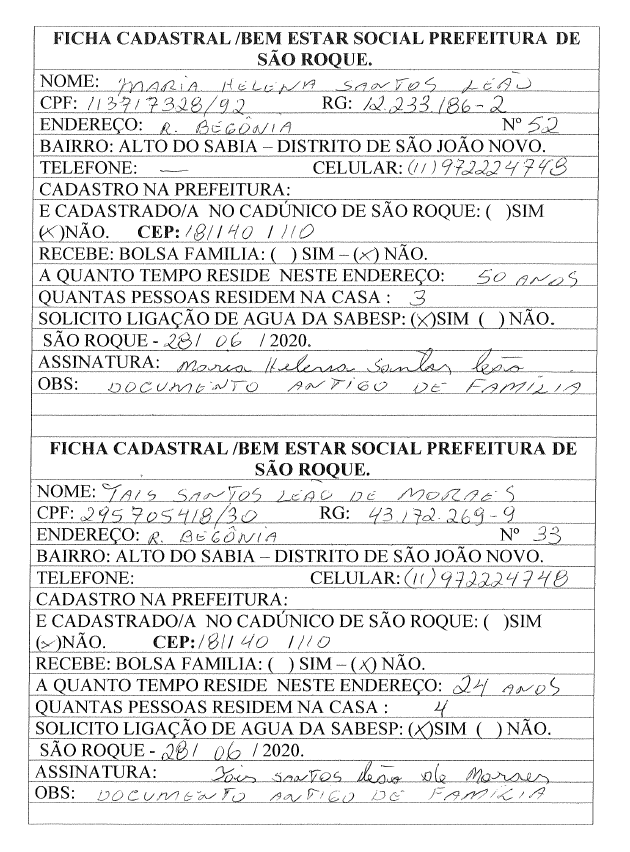 FICHA CADASTRAL /BEM ESTAR SOCIAL PREFEITURA DE
SÃO ROQUE.
NOME: MARIA HELENA SANTOS LEÃO
CPF: 113717328/92 RG: 12.233.186-2
ENDEREÇO: R. BEGÔNIA Nº 52
BAIRRO: ALTO DO SABIA – DISTRITO DE SÃO JOÃO NOVO.
TELEFONE: — CELULAR: (11) 972224748
CADASTRO NA PREFEITURA:
E CADASTRADO/A NO CADÚNICO DE SÃO ROQUE: ( )SIM
(X)NÃO. CEP: 181140 1110
RECEBE: BOLSA FAMILIA: ( ) SIM – (X) NÃO.
A QUANTO TEMPO RESIDE NESTE ENDEREÇO: 50 ANOS
QUANTAS PESSOAS RESIDEM NA CASA : 3
SOLICITO LIGAÇÃO DE AGUA DA SABESP: (X)SIM ( ) NÃO.
SÃO ROQUE - 28/ 06 / 2020.
ASSINATURA: Maria Helena Santos Leão
OBS: DOCUMENTO ANTIGO DE FAMÍLIA
FICHA CADASTRAL /BEM ESTAR SOCIAL PREFEITURA DE
SÃO ROQUE.
NOME: TAIS SANTOS LEÃO DE MORAES
CPF: 295705418/30 RG: 43.172.269-9
ENDEREÇO: R. BEGÔNIA Nº 33
BAIRRO: ALTO DO SABIA – DISTRITO DE SÃO JOÃO NOVO.
TELEFONE: CELULAR: (11) 972224748
CADASTRO NA PREFEITURA:
E CADASTRADO/A NO CADÚNICO DE SÃO ROQUE: ( )SIM
(X)NÃO. CEP: 181140 1110
RECEBE: BOLSA FAMILIA: ( ) SIM – (X) NÃO.
A QUANTO TEMPO RESIDE NESTE ENDEREÇO: 24 ANOS
QUANTAS PESSOAS RESIDEM NA CASA : 4
SOLICITO LIGAÇÃO DE AGUA DA SABESP: (X)SIM ( ) NÃO.
SÃO ROQUE - 28/ 06 / 2020.
ASSINATURA: Tais SANTOS Leão de Moraes
OBS: DOCUMENTO ANTIGO DE FAMÍLIA